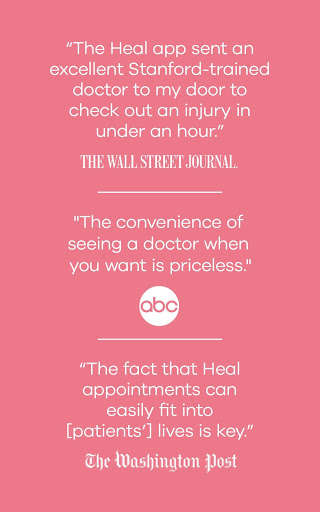 “The Heal app sent an
excellent Stanford-trained
doctor to my door to
check out an injury in
under an hour.”
THE WALL STREET JOURNAL.
"The convenience of
seeing a doctor when
you want is priceless."
abc
“The fact that Heal
appointments can
easily fit into
[patients’] lives is key.”
The Washington Post